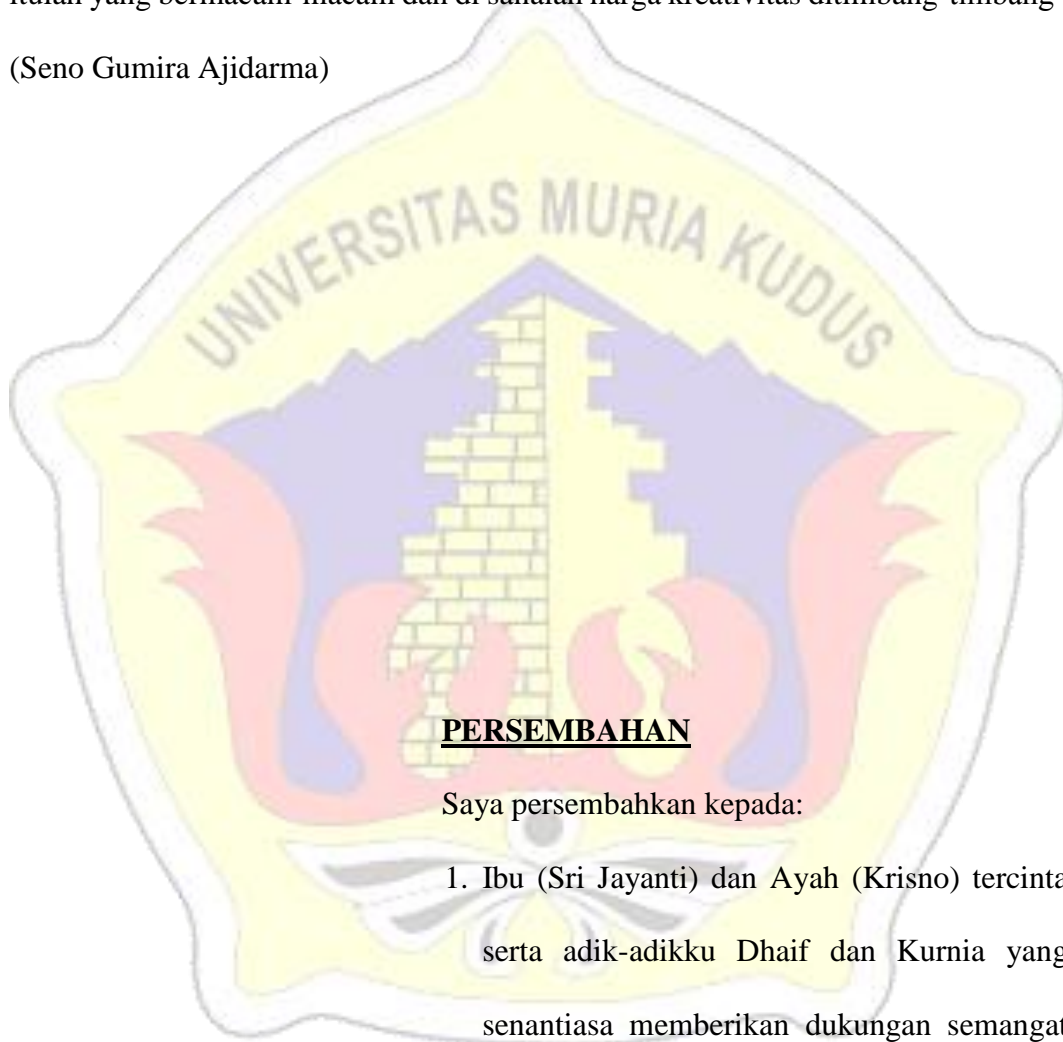 (Seno Gumira Ajidarma)
UNIVERSITAS MURIA KUDUS
PERSEMBAHAN
Saya persembahkan kepada:
1. Ibu (Sri Jayanti) dan Ayah (Krisno) tercinta
serta adik-adikku Dhaif dan Kurnia yang
senantiasa memberikan dukungan semangat